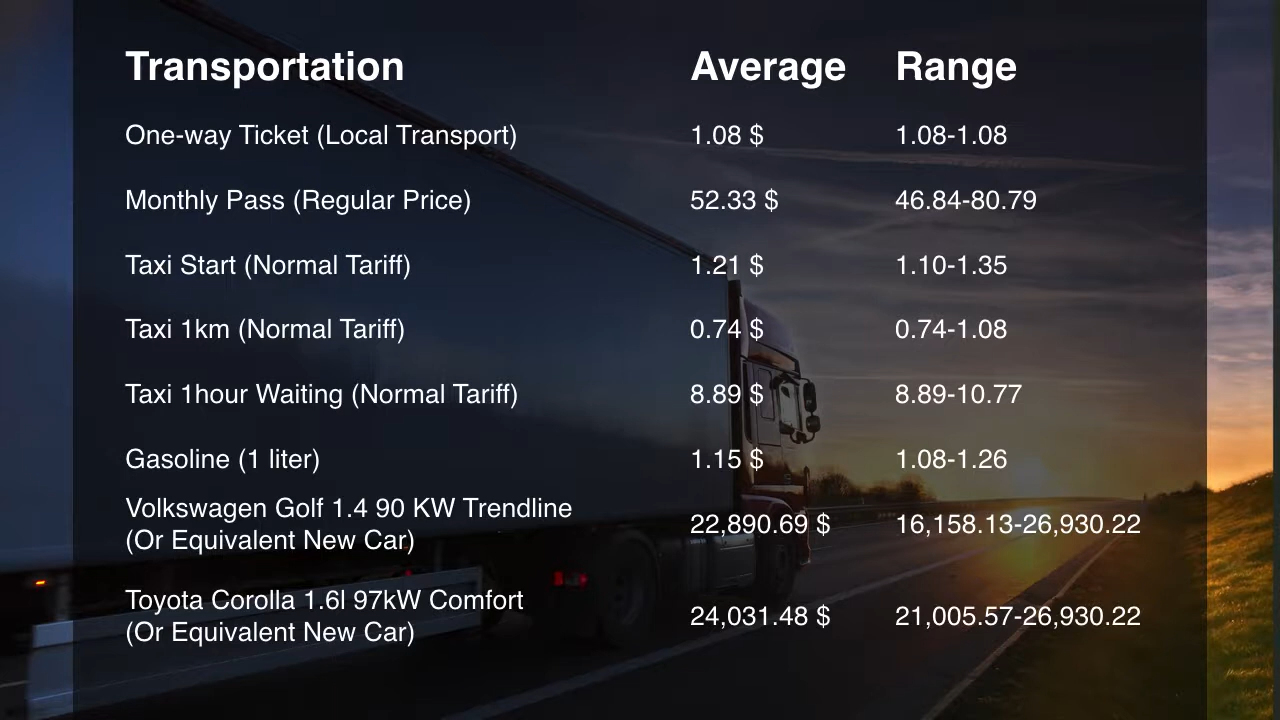 Transportation Average Range
One-way Ticket (Local Transport) 1.08 $ 1.08-1.08
Monthly Pass (Regular Price) 52.33 $ 46.84-80.79
Taxi Start (Normal Tariff) 1.21 $ 1.10-1.35
Taxi 1km (Normal Tariff) 0.74 $ 0.74-1.08
Taxi 1hour Waiting (Normal Tariff) 8.89 $ 8.89-10.77
Gasoline (1 liter) 1.15 $ 1.08-1.26
Volkswagen Golf 1.4 90 KW Trendline
(Or Equivalent New Car) 22,890.69 $ 16,158.13-26,930.22
Toyota Corolla 1.6l 97kW Comfort
(Or Equivalent New Car) 24,031.48 $ 21,005.57-26,930.22